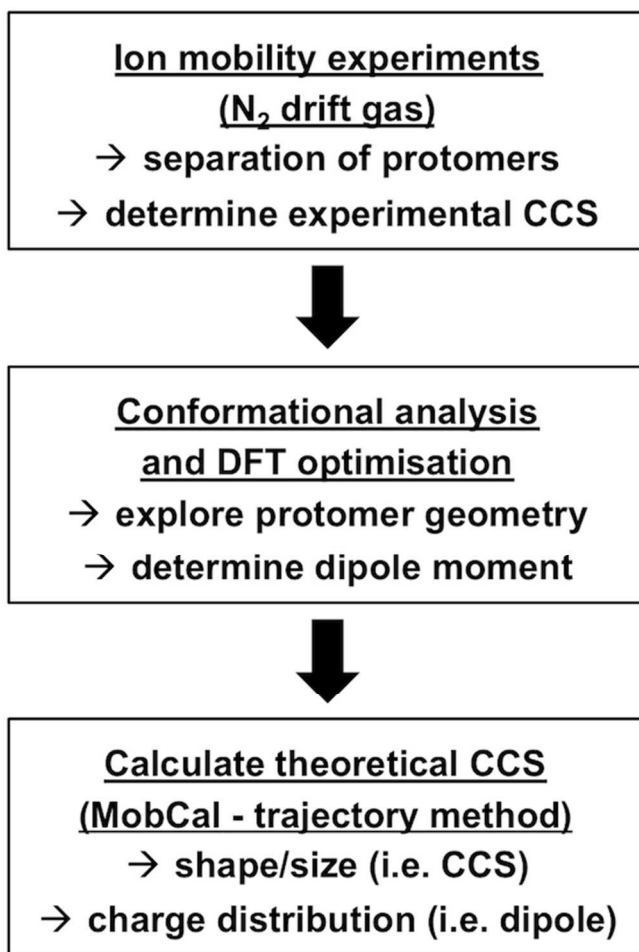 Ion mobility experiments
(N₂ drift gas)
→ separation of protomers
→ determine experimental CCS
Conformational analysis
and DFT optimisation
→ explore protomer geometry
→ determine dipole moment
Calculate theoretical CCS
(MobCal - trajectory method)
→ shape/size (i.e. CCS)
→ charge distribution (i.e. dipole)